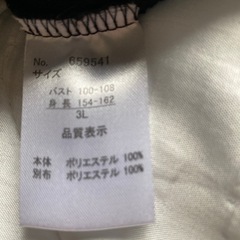 No. 659541
サイズ
バスト 100-108
身長 154-162
3L
品質表示
本体 ポリエステル 100%
別布 ポリエステル 100%